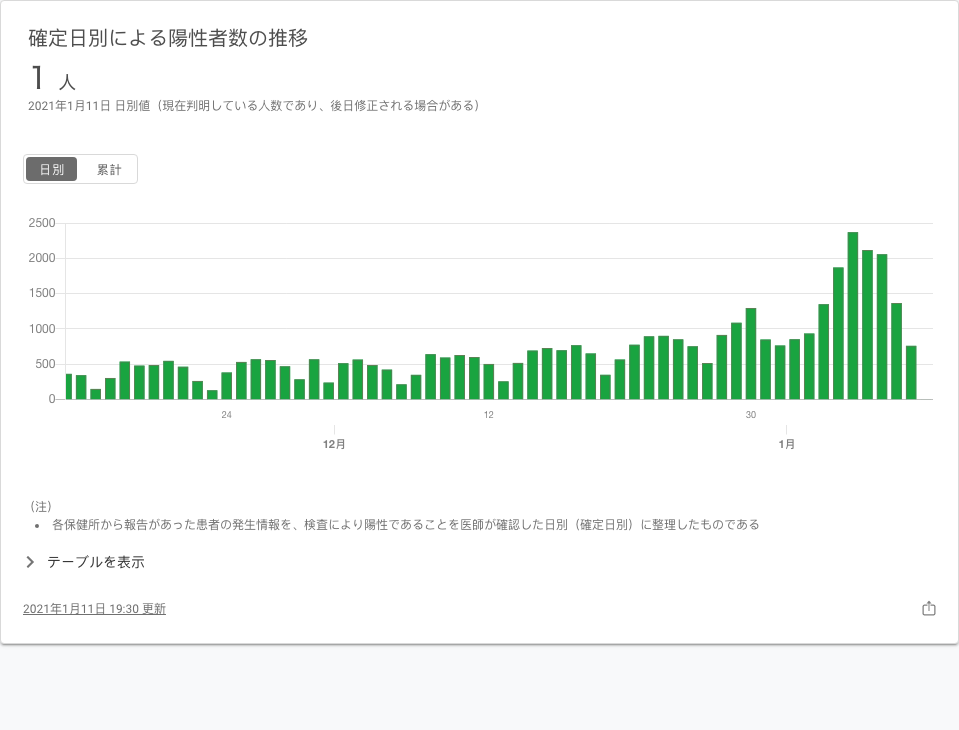 確定日別による陽性者数の推移
1 人
2021年1月11日 日別値（現在判明している人数であり、後日修正される場合がある）
日別 累計
2500
2000
1500
1000
500
0
24 12 30
12月 1月
（注）
• 各保健所から報告があった患者の発生情報を、検査により陽性であることを医師が確認した日別（確定日別）に整理したものである
テーブルを表示
2021年1月11日 19:30 更新